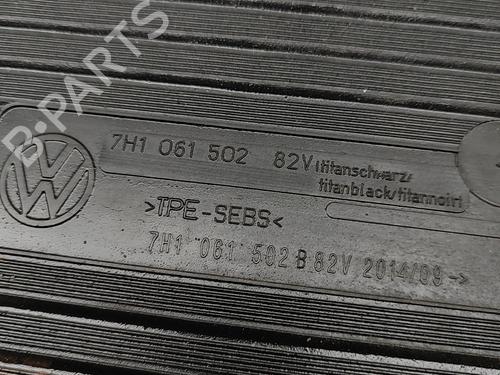 B-PARTS
7H1 061 502 82V (titanschwarz/
titanblack/titannoir)
>TPE-SEBS<
7H1 061 502 B 82V 2014/09 →